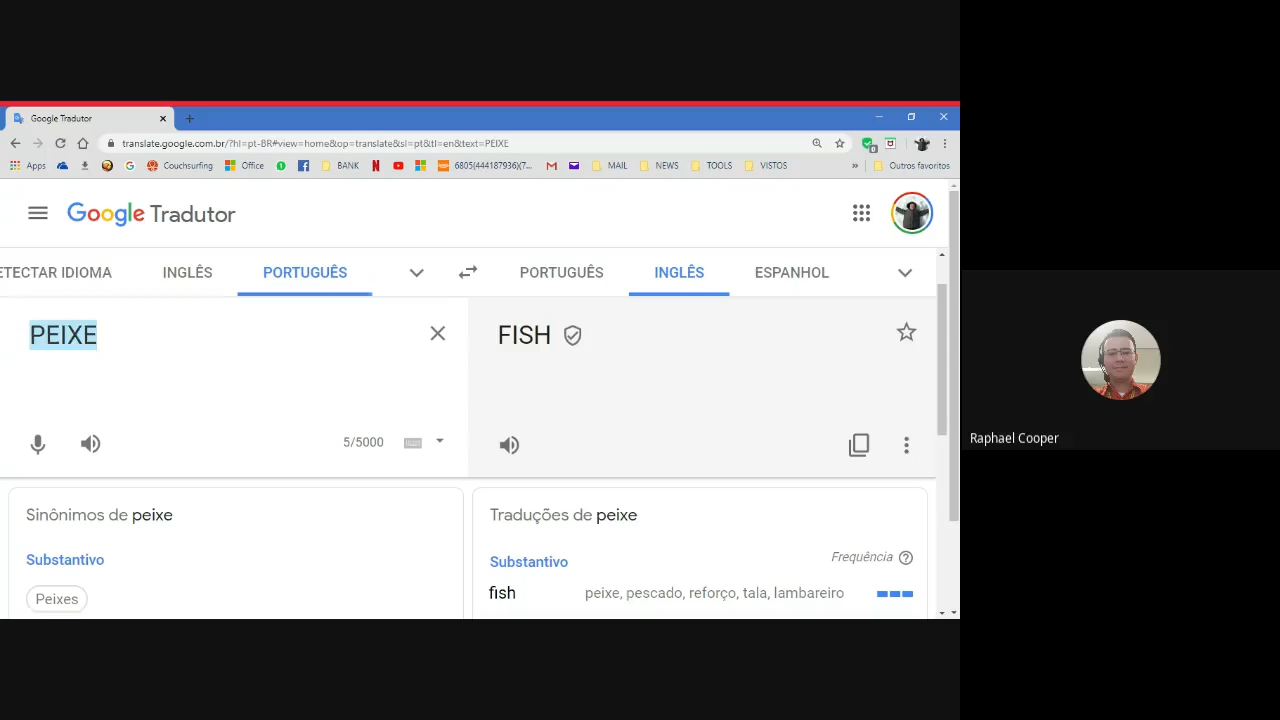 Google Tradutor
translate.google.com.br/?hl=pt-BR#view=home&op=translate&sl=pt&tl=en&text=PEIXE
Apps Couchsurfing Office BANK 6805(444187936)(7... MAIL NEWS TOOLS VISTOS » Outros favoritos
Google Tradutor
ETECTAR IDIOMA INGLÊS PORTUGUÊS PORTUGUÊS INGLÊS ESPANHOL
PEIXE FISH
5/5000
Raphael Cooper
Sinônimos de peixe Traduções de peixe
Substantivo Substantivo Frequência
Peixes fish peixe, pescado, reforço, tala, lambareiro